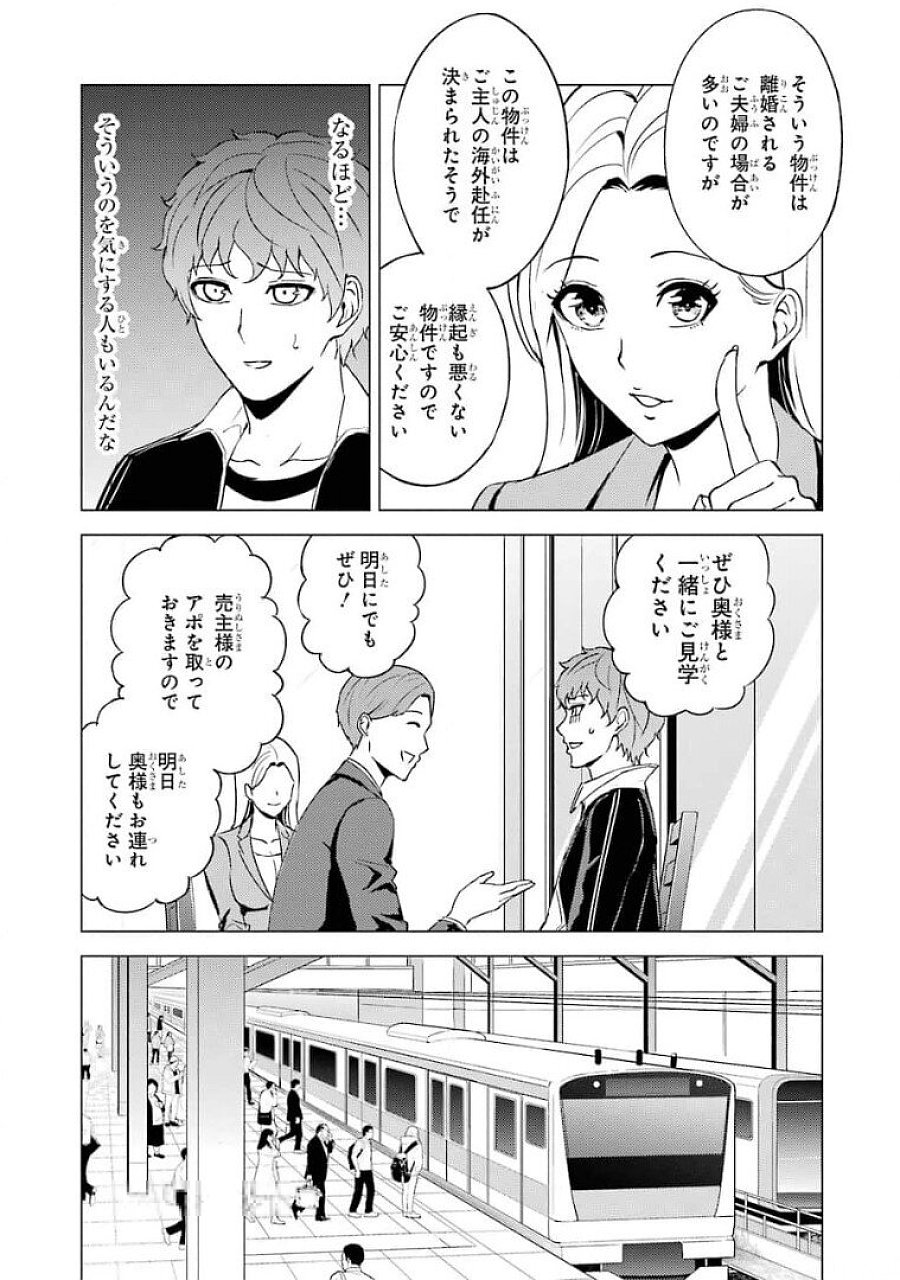 そういう物件は
離婚される
ご夫婦の場合が
多いのですが
この物件は
ご主人の海外赴任が
決まられたそうで
縁起も悪くない
物件ですので
ご安心ください
なるほど…
そういうのを気にする人もいるんだな
ぜひ奥様と
一緒にご見学
ください
明日にでも
ぜひ！
売主様の
アポを取って
おきますので
明日
奥様もお連れ
してください